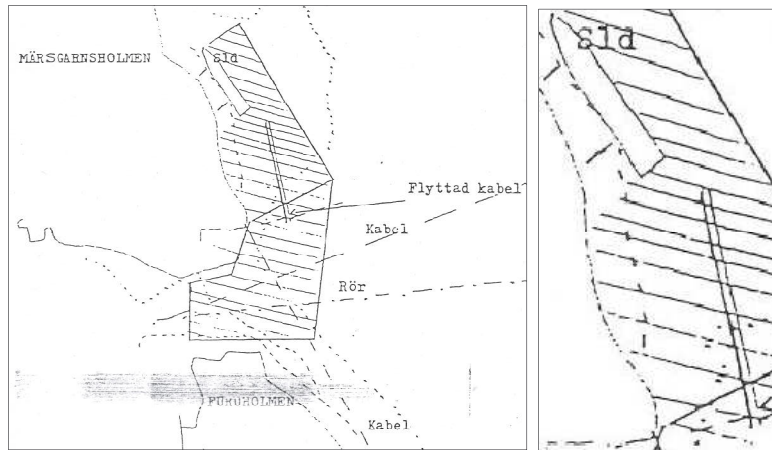 MÄRSGARNSHOLMEN
Sld
Flyttad kabel
Kabel
Rör
FURUHOLMEN
Kabel
Sld